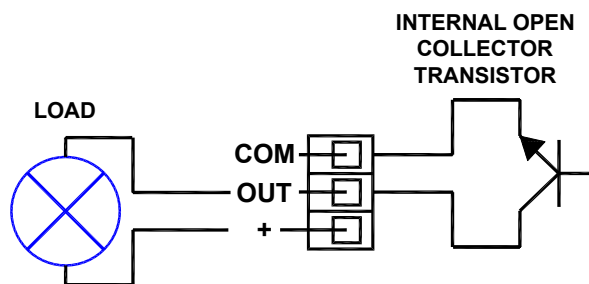 INTERNAL OPEN
COLLECTOR
TRANSISTOR
LOAD
COM
OUT
+